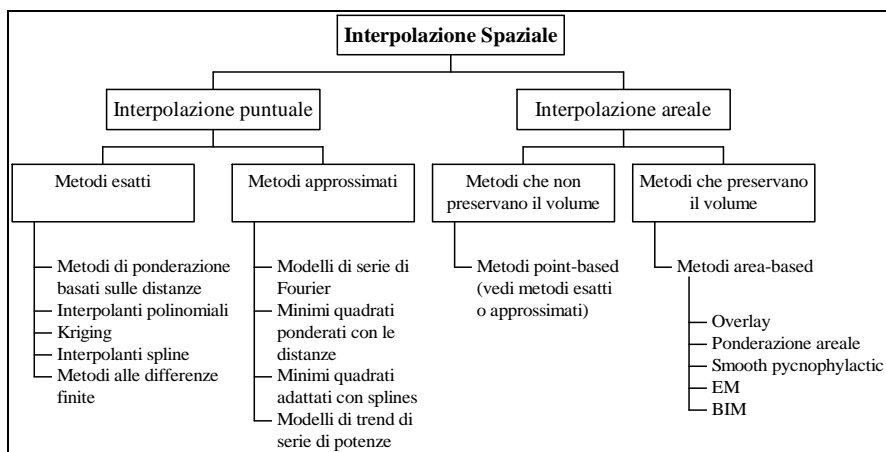 Interpolazione Spaziale
Interpolazione puntuale
Interpolazione areale
Metodi esatti
Metodi approssimati
Metodi che non
preservano il volume
Metodi che preservano
il volume
Metodi di ponderazione
basati sulle distanze
Interpolanti polinomiali
Kriging
Interpolanti spline
Metodi alle differenze
finite
Modelli di serie di
Fourier
Minimi quadrati
ponderati con le
distanze
Minimi quadrati
adattati con splines
Modelli di trend di
serie di potenze
Metodi point-based
(vedi metodi esatti
o approssimati)
Metodi area-based
Overlay
Ponderazione areale
Smooth pycnophylactic
EM
BIM